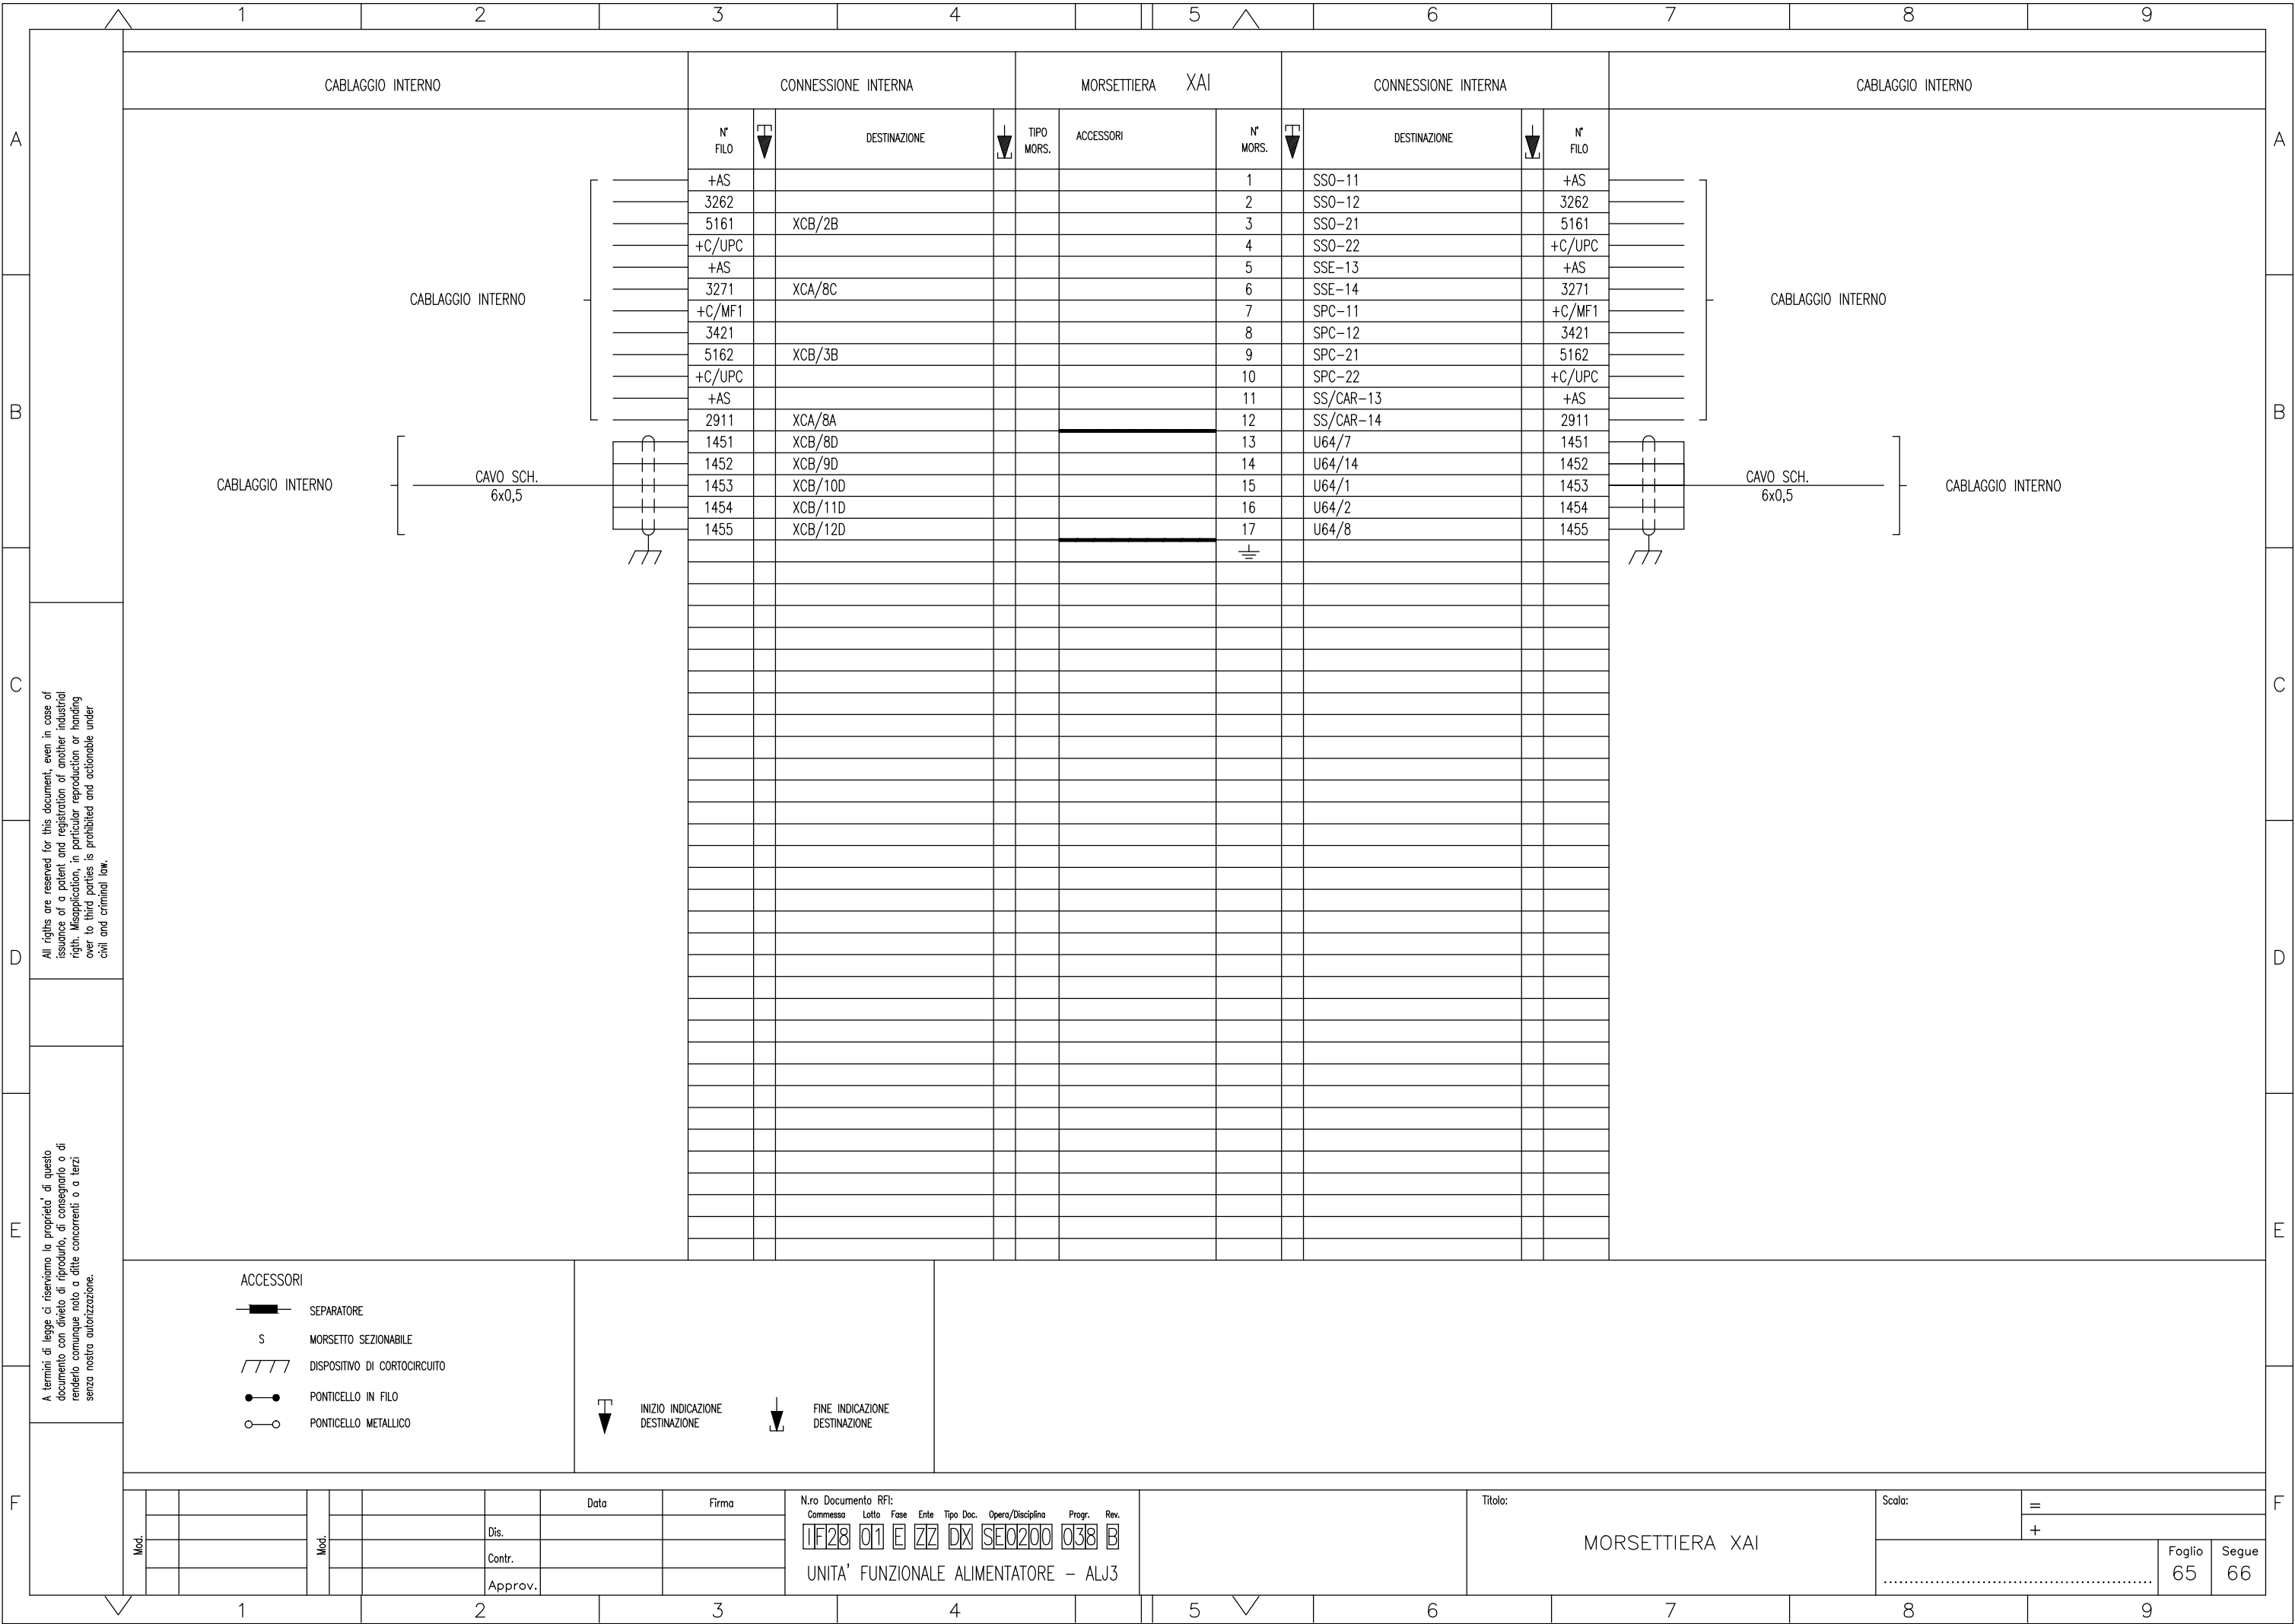 1 2 3 4 5 6 7 8 9
CABLAGGIO INTERNO CONNESSIONE INTERNA MORSETTIERA XAI CONNESSIONE INTERNA CABLAGGIO INTERNO
N° FILO DESTINAZIONE TIPO MORS. ACCESSORI N° MORS. DESTINAZIONE N° FILO
A A
+AS 1 SSO-11 +AS
3262 2 SSO-12 3262
5161 XCB/2B 3 SSO-21 5161
+C/UPC 4 SSO-22 +C/UPC
+AS 5 SSE-13 +AS
3271 XCA/8C 6 SSE-14 3271
CABLAGGIO INTERNO CABLAGGIO INTERNO
+C/MF1 7 SPC-11 +C/MF1
3421 8 SPC-12 3421
5162 XCB/3B 9 SPC-21 5162
+C/UPC 10 SPC-22 +C/UPC
+AS 11 SS/CAR-13 +AS
B B
2911 XCA/8A 12 SS/CAR-14 2911
1451 XCB/8D 13 U64/7 1451
1452 XCB/9D 14 U64/14 1452
CABLAGGIO INTERNO CAVO SCH. 1453 XCB/10D 15 U64/1 1453 CAVO SCH. CABLAGGIO INTERNO
6x0,5 6x0,5
1454 XCB/11D 16 U64/2 1454
1455 XCB/12D 17 U64/8 1455
C C
All rigths are reserved for this document, even in case of
issuance of a patent and registration of another industrial
rigth. Misapplication, in particular reproduction or handing
over to third parties is prohibited and actionable under
civil and criminal law.
D D
A termini di legge ci riserviamo la proprieta' di questo
documento con divieto di riprodurlo, di consegnarlo o di
renderlo comunque noto a ditte concorrenti o a terzi
senza nostra autorizzazione.
E E
ACCESSORI
SEPARATORE
S MORSETTO SEZIONABILE
DISPOSITIVO DI CORTOCIRCUITO
PONTICELLO IN FILO
PONTICELLO METALLICO
INIZIO INDICAZIONE
DESTINAZIONE
FINE INDICAZIONE
DESTINAZIONE
F F
Mod. Mod. Data Firma
Dis.
Contr.
Approv.
N.ro Documento RFI:
Commessa Lotto Fase Ente Tipo Doc. Opera/Disciplina Progr. Rev.
IF28 01 E ZZ DX SE0200 038 B
UNITA' FUNZIONALE ALIMENTATORE - ALJ3
Titolo:
MORSETTIERA XAI
Scala: =
+
Foglio Segue
65 66
1 2 3 4 5 6 7 8 9